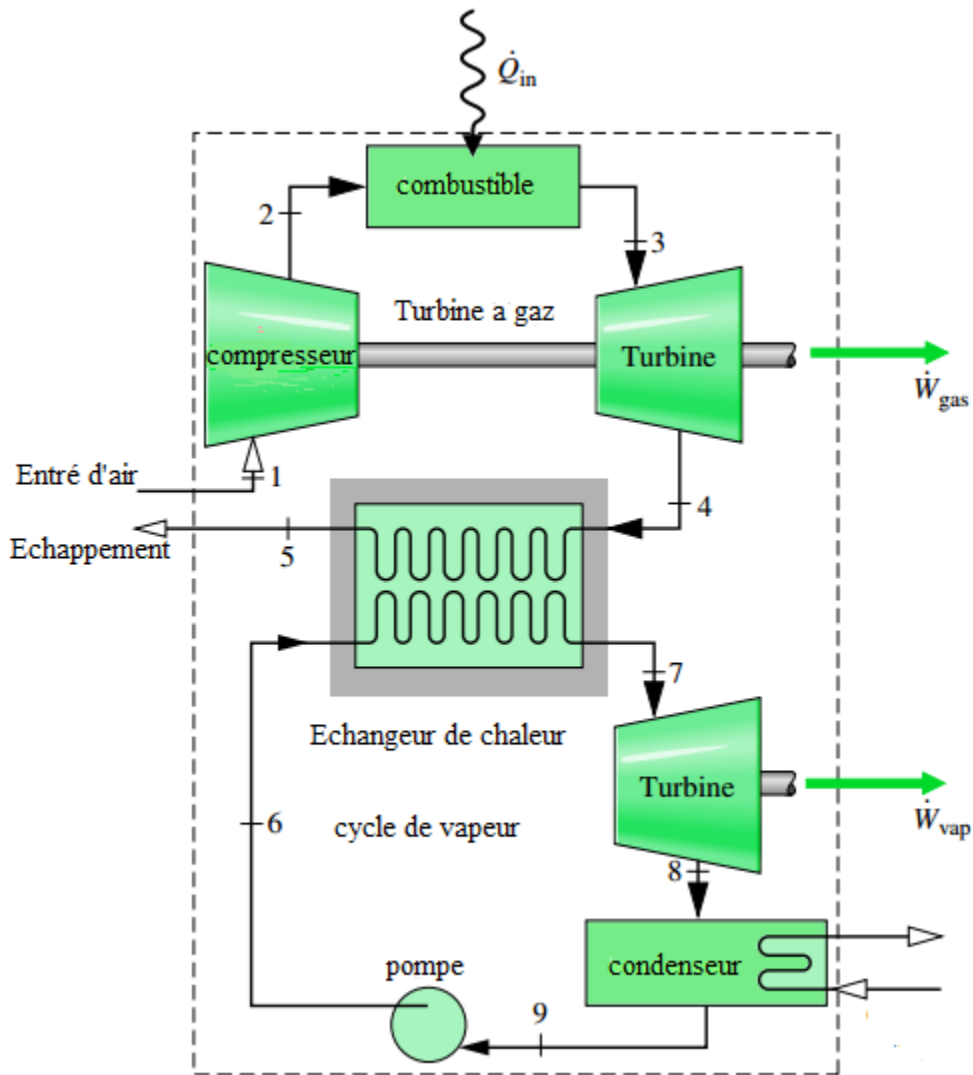 Q̇in
combustible
2
3
Turbine a gaz
compresseur
Turbine
Ẇgas
Entré d'air
1
4
Echappement
5
7
Echangeur de chaleur
Turbine
6
cycle de vapeur
Ẇvap
8
pompe
condenseur
9